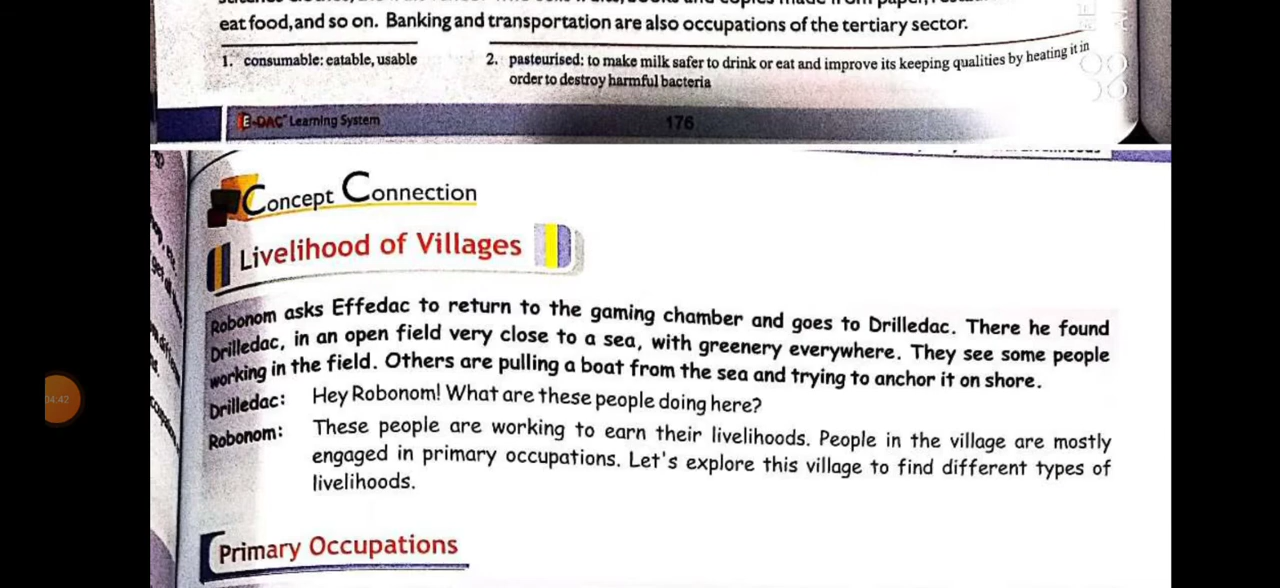 eat food, and so on. Banking and transportation are also occupations of the tertiary sector.
1. consumable: eatable, usable
2. pasteurised: to make milk safer to drink or eat and improve its keeping qualities by heating it in
order to destroy harmful bacteria
E-DAC Learning System
176
Concept Connection
Livelihood of Villages
Robonom asks Effedac to return to the gaming chamber and goes to Drilledac. There he found
Drilledac, in an open field very close to a sea, with greenery everywhere. They see some people
working in the field. Others are pulling a boat from the sea and trying to anchor it on shore.
Drilledac: Hey Robonom! What are these people doing here?
Robonom: These people are working to earn their livelihoods. People in the village are mostly
engaged in primary occupations. Let's explore this village to find different types of
livelihoods.
Primary Occupations
04:42